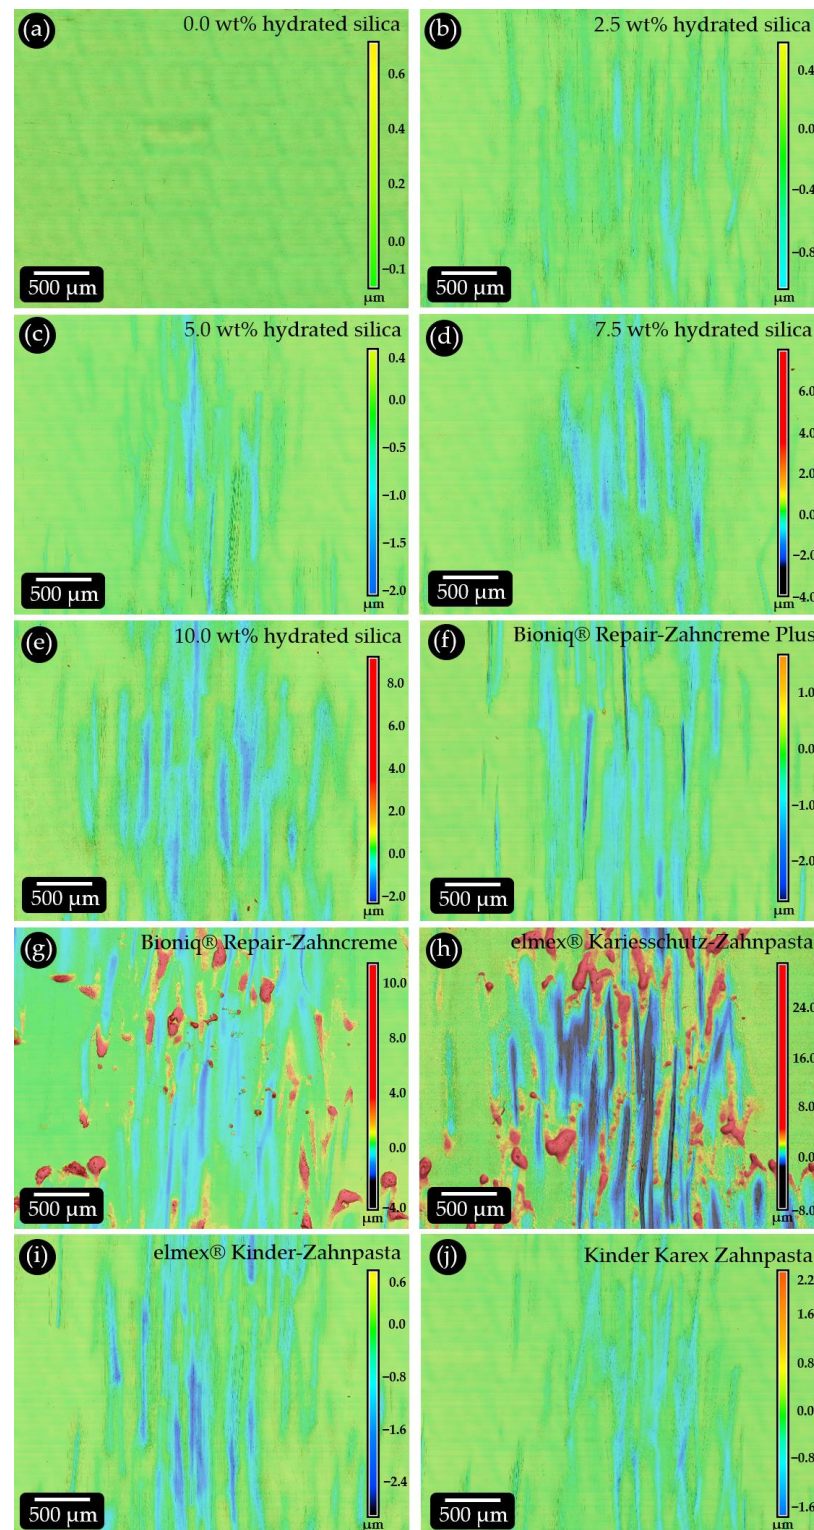 (a) 0.0 wt% hydrated silica
0.6
0.4
0.2
0.0
−0.1
μm
500 μm
(b) 2.5 wt% hydrated silica
0.4
0.0
−0.4
−0.8
μm
500 μm
(c) 5.0 wt% hydrated silica
0.4
0.0
−0.5
−1.0
−1.5
−2.0
μm
500 μm
(d) 7.5 wt% hydrated silica
6.0
4.0
2.0
0.0
−2.0
−4.0
μm
500 μm
(e) 10.0 wt% hydrated silica
8.0
6.0
4.0
2.0
0.0
−2.0
μm
500 μm
(f) Bioniq® Repair-Zahncreme Plus
1.0
0.0
−1.0
−2.0
μm
500 μm
(g) Bioniq® Repair-Zahncreme
10.0
8.0
4.0
0.0
−4.0
μm
500 μm
(h) elmex® Kariesschutz-Zahnpasta
24.0
16.0
8.0
0.0
−8.0
μm
500 μm
(i) elmex® Kinder-Zahnpasta
0.6
0.0
−0.8
−1.6
−2.4
μm
500 μm
(j) Kinder Karex Zahnpasta
2.2
1.6
0.8
0.0
−0.8
−1.6
μm
500 μm